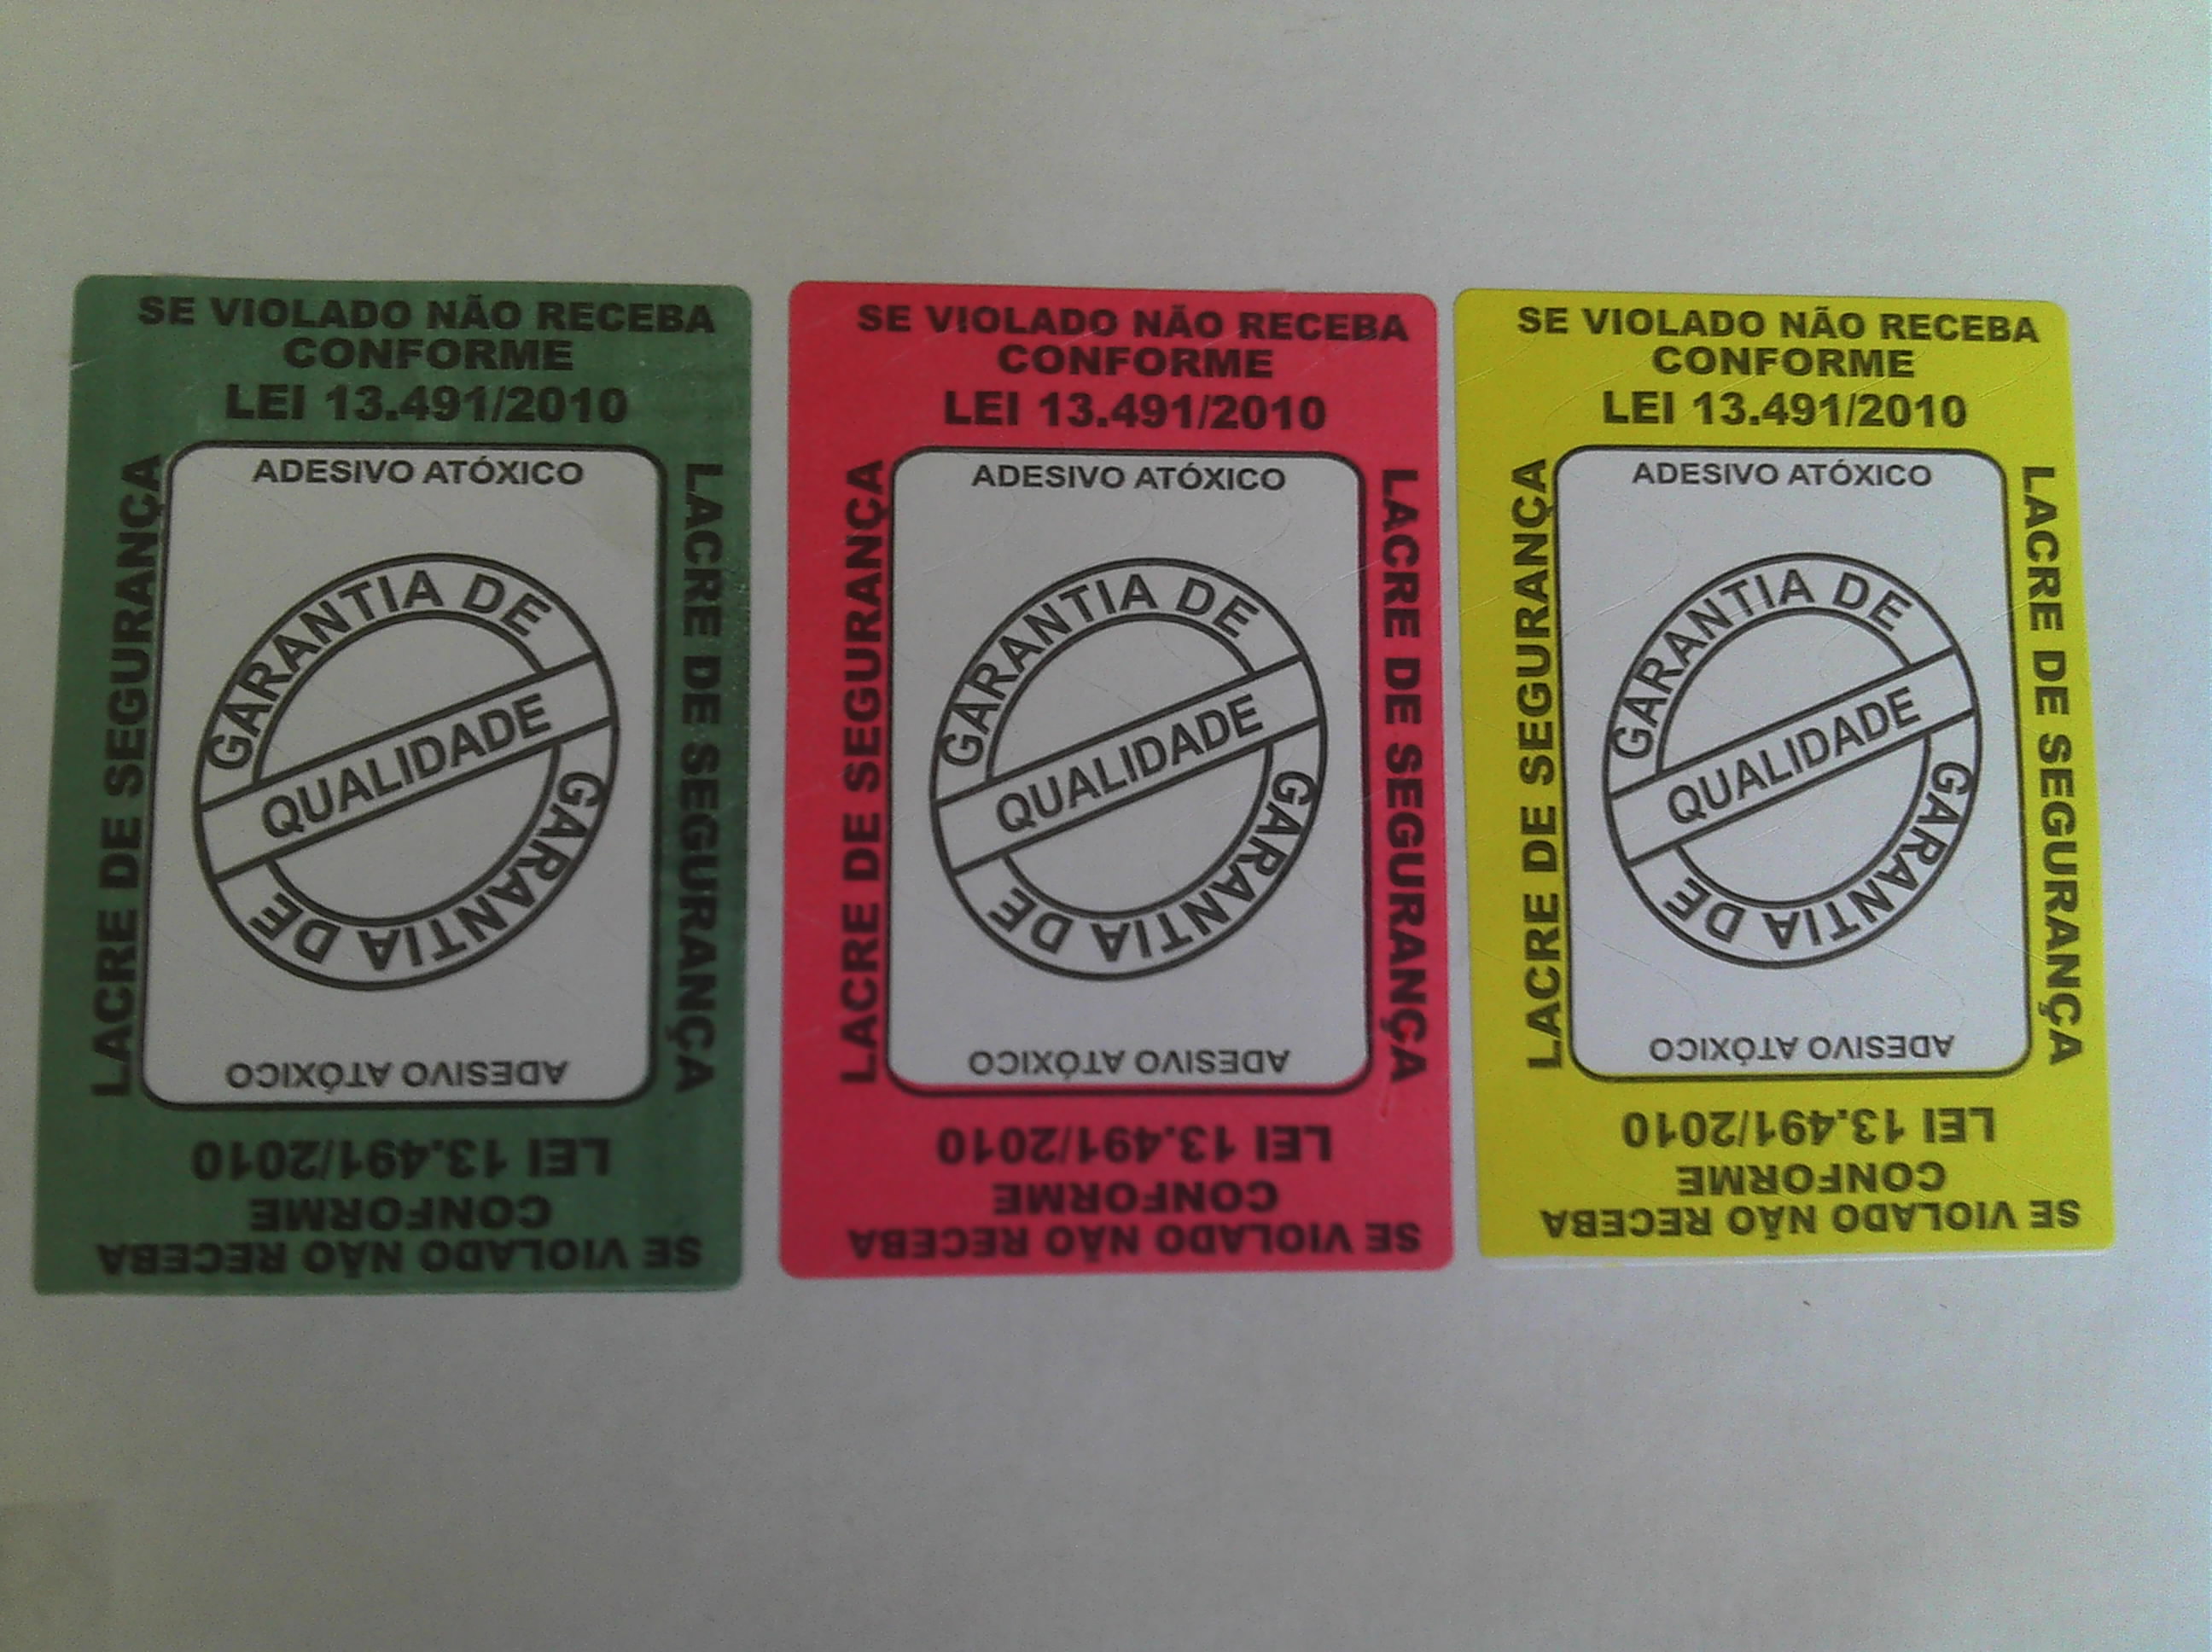 SE VIOLADO NÃO RECEBA
CONFORME
LEI 13.491/2010
LACRE DE SEGURANÇA
ADESIVO ATÓXICO
GARANTIA DE
QUALIDADE
GARANTIA DE
ADESIVO ATÓXICO
LACRE DE SEGURANÇA
LEI 13.491/2010
CONFORME
SE VIOLADO NÃO RECEBA
SE VIOLADO NÃO RECEBA
CONFORME
LEI 13.491/2010
LACRE DE SEGURANÇA
ADESIVO ATÓXICO
GARANTIA DE
QUALIDADE
GARANTIA DE
ADESIVO ATÓXICO
LACRE DE SEGURANÇA
LEI 13.491/2010
CONFORME
SE VIOLADO NÃO RECEBA
SE VIOLADO NÃO RECEBA
CONFORME
LEI 13.491/2010
LACRE DE SEGURANÇA
ADESIVO ATÓXICO
GARANTIA DE
QUALIDADE
GARANTIA DE
ADESIVO ATÓXICO
LACRE DE SEGURANÇA
LEI 13.491/2010
CONFORME
SE VIOLADO NÃO RECEBA